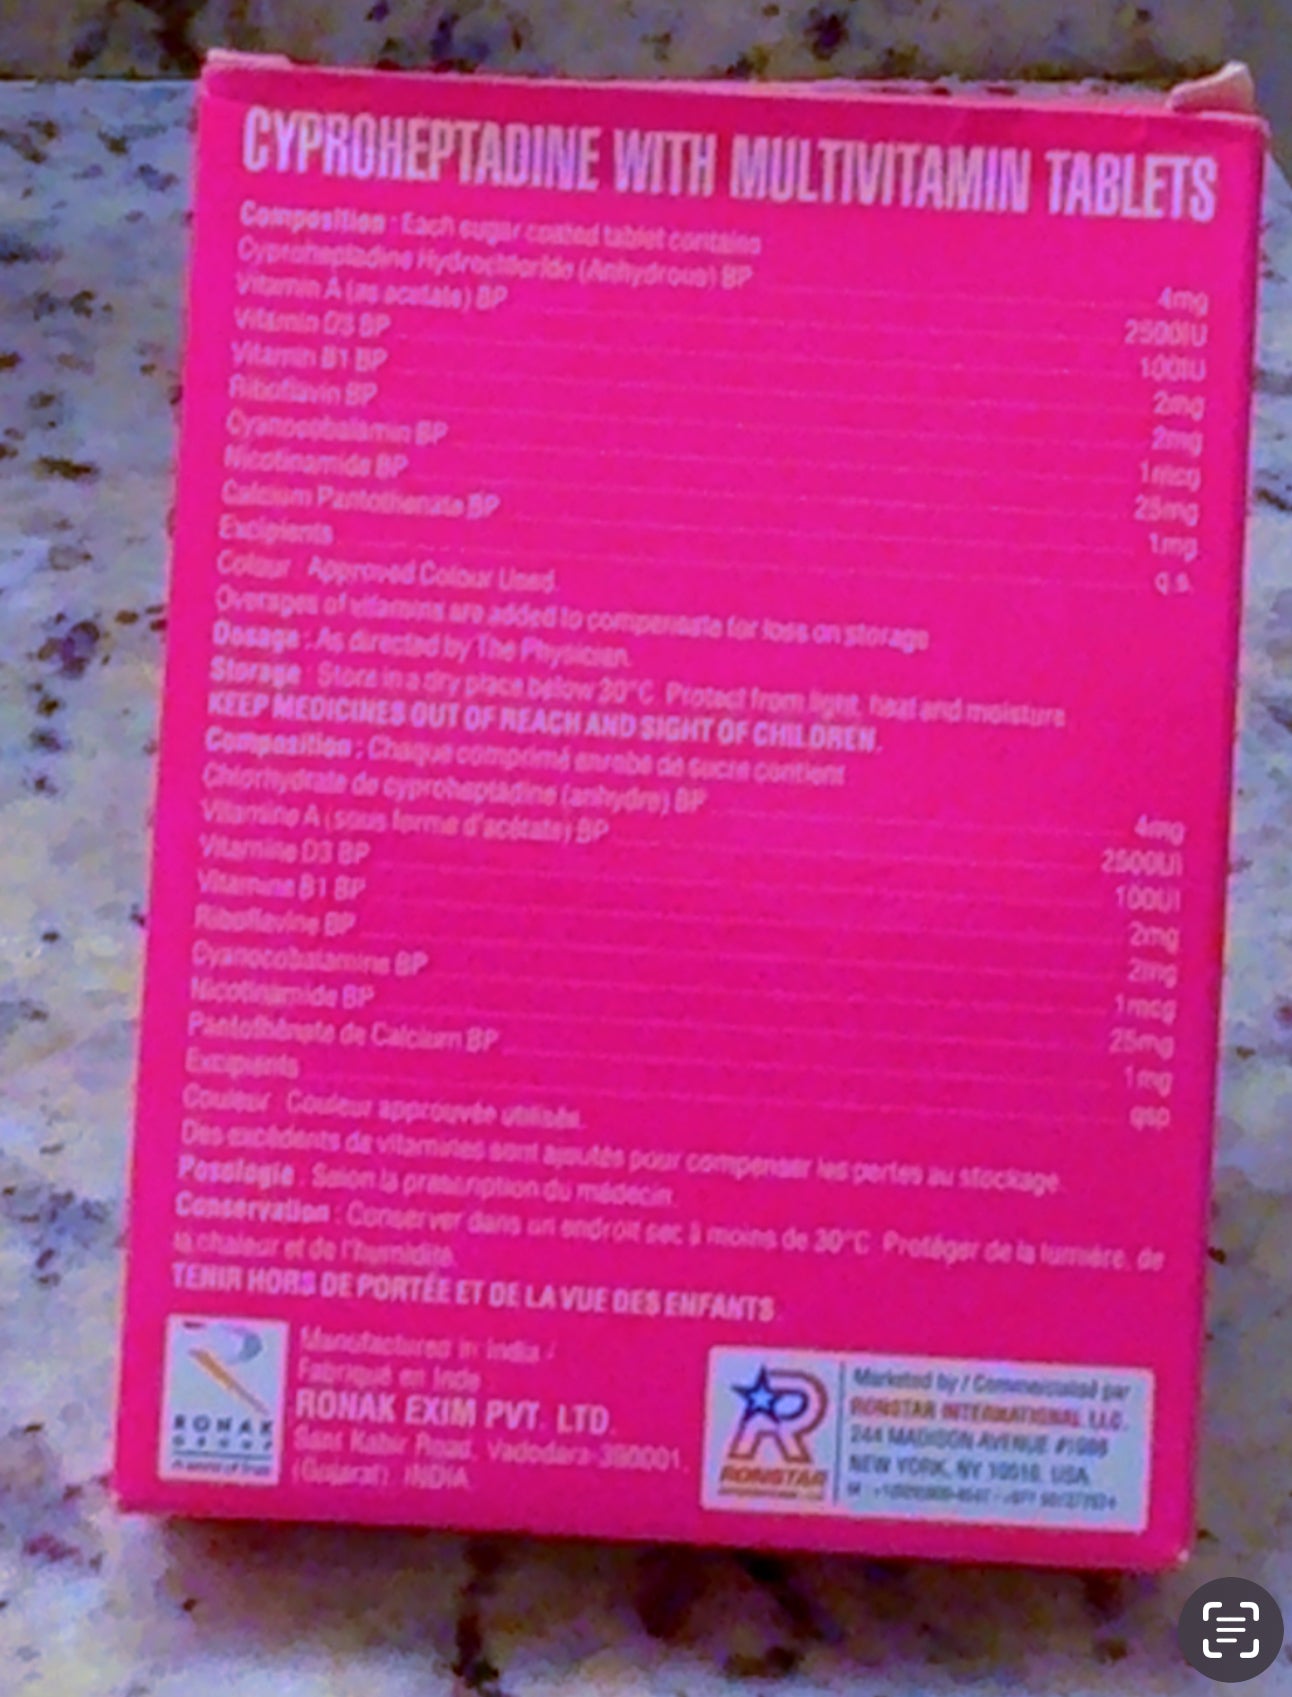 CYPROHEPTADINE WITH MULTIVITAMIN TABLETS
Composition : Each sugar coated tablet contains
Cyproheptadine Hydrochloride (Anhydrous) BP 4mg
Vitamin A (as acetate) BP 2500IU
Vitamin D3 BP 100IU
Vitamin B1 BP 2mg
Riboflavin BP 2mg
Cyanocobalamin BP 1mcg
Nicotinamide BP 25mg
Calcium Pantothenate BP 1mg
Excipients q.s.
Colour : Approved Colour Used.
Overages of vitamins are added to compensate for loss on storage
Dosage : As directed by The Physician.
Storage : Store in a dry place below 30°C. Protect from light, heat and moisture
KEEP MEDICINES OUT OF REACH AND SIGHT OF CHILDREN.
Composition : Chaque comprimé enrobé de sucre contient
Chlorhydrate de cyproheptadine (anhydre) BP 4mg
Vitamine A (sous forme d'acétate) BP 2500UI
Vitamine D3 BP 100UI
Vitamine B1 BP 2mg
Riboflavine BP 2mg
Cyanocobalamine BP 1mcg
Nicotinamide BP 25mg
Pantothénate de Calcium BP 1mg
Excipients qsp
Couleur : Couleur approuvée utilisée.
Des excédents de vitamines sont ajoutés pour compenser les pertes au stockage.
Posologie : Selon la prescription du médecin.
Conservation : Conserver dans un endroit sec à moins de 30°C. Protéger de la lumière, de
la chaleur et de l'humidité.
TENIR HORS DE PORTÉE ET DE LA VUE DES ENFANTS
RONAK
GROUP
Manufactured in India /
Fabriqué en Inde
RONAK EXIM PVT. LTD.
Sant Kabir Road, Vadodara-390001.
(Gujarat) INDIA
RONSTAR
Marketed by / Commercialisé par
RONSTAR INTERNATIONAL LLC.
244 MADISON AVENUE
NEW YORK, NY 10016. USA